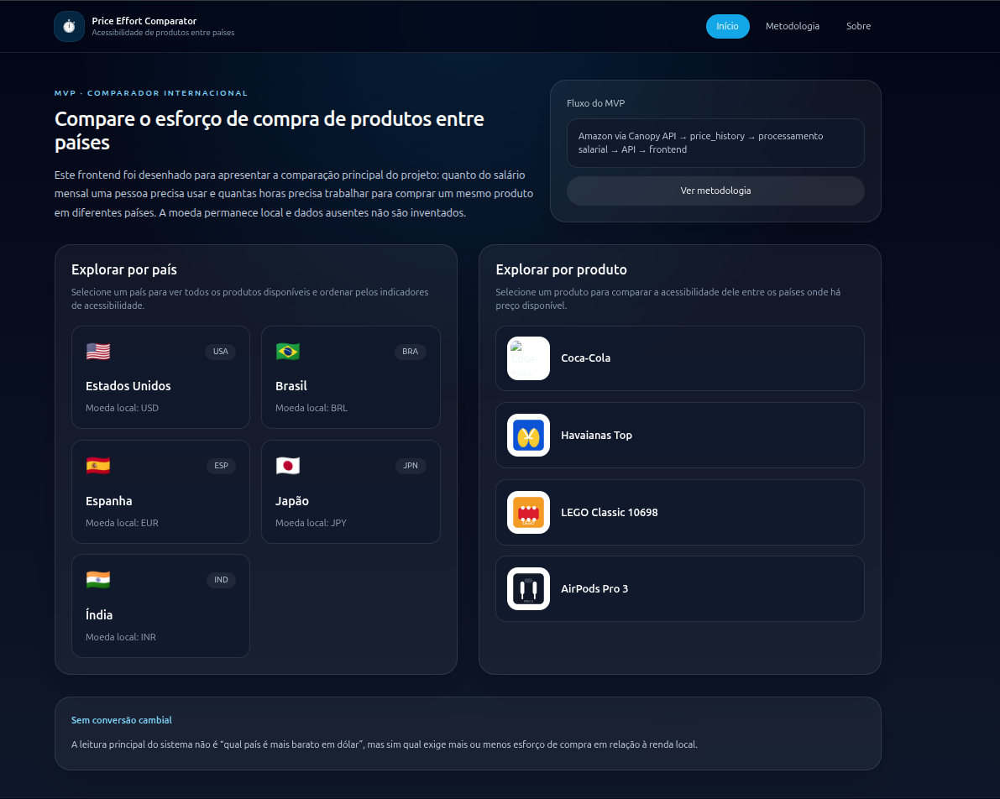 Price Effort Comparator
Acessibilidade de produtos entre países
Início
Metodologia
Sobre
MVP · COMPARADOR INTERNACIONAL
Compare o esforço de compra de produtos entre
países
Este frontend foi desenhado para apresentar a comparação principal do projeto: quanto do salário
mensal uma pessoa precisa usar e quantas horas precisa trabalhar para comprar um mesmo produto
em diferentes países. A moeda permanece local e dados ausentes não são inventados.
Fluxo do MVP
Amazon via Canopy API → price_history → processamento
salarial → API → frontend
Ver metodologia
Explorar por país
Selecione um país para ver todos os produtos disponíveis e ordenar pelos indicadores
de acessibilidade.
USA
Estados Unidos
Moeda local: USD
BRA
Brasil
Moeda local: BRL
ESP
Espanha
Moeda local: EUR
JPN
Japão
Moeda local: JPY
IND
Índia
Moeda local: INR
Explorar por produto
Selecione um produto para comparar a acessibilidade dele entre os países onde há
preço disponível.
Coca-
Coca-Cola
Havaianas Top
LEGO
LEGO Classic 10698
AirPods Pro 3
Sem conversão cambial
A leitura principal do sistema não é “qual país é mais barato em dólar”, mas sim qual exige mais ou menos esforço de compra em relação à renda local.